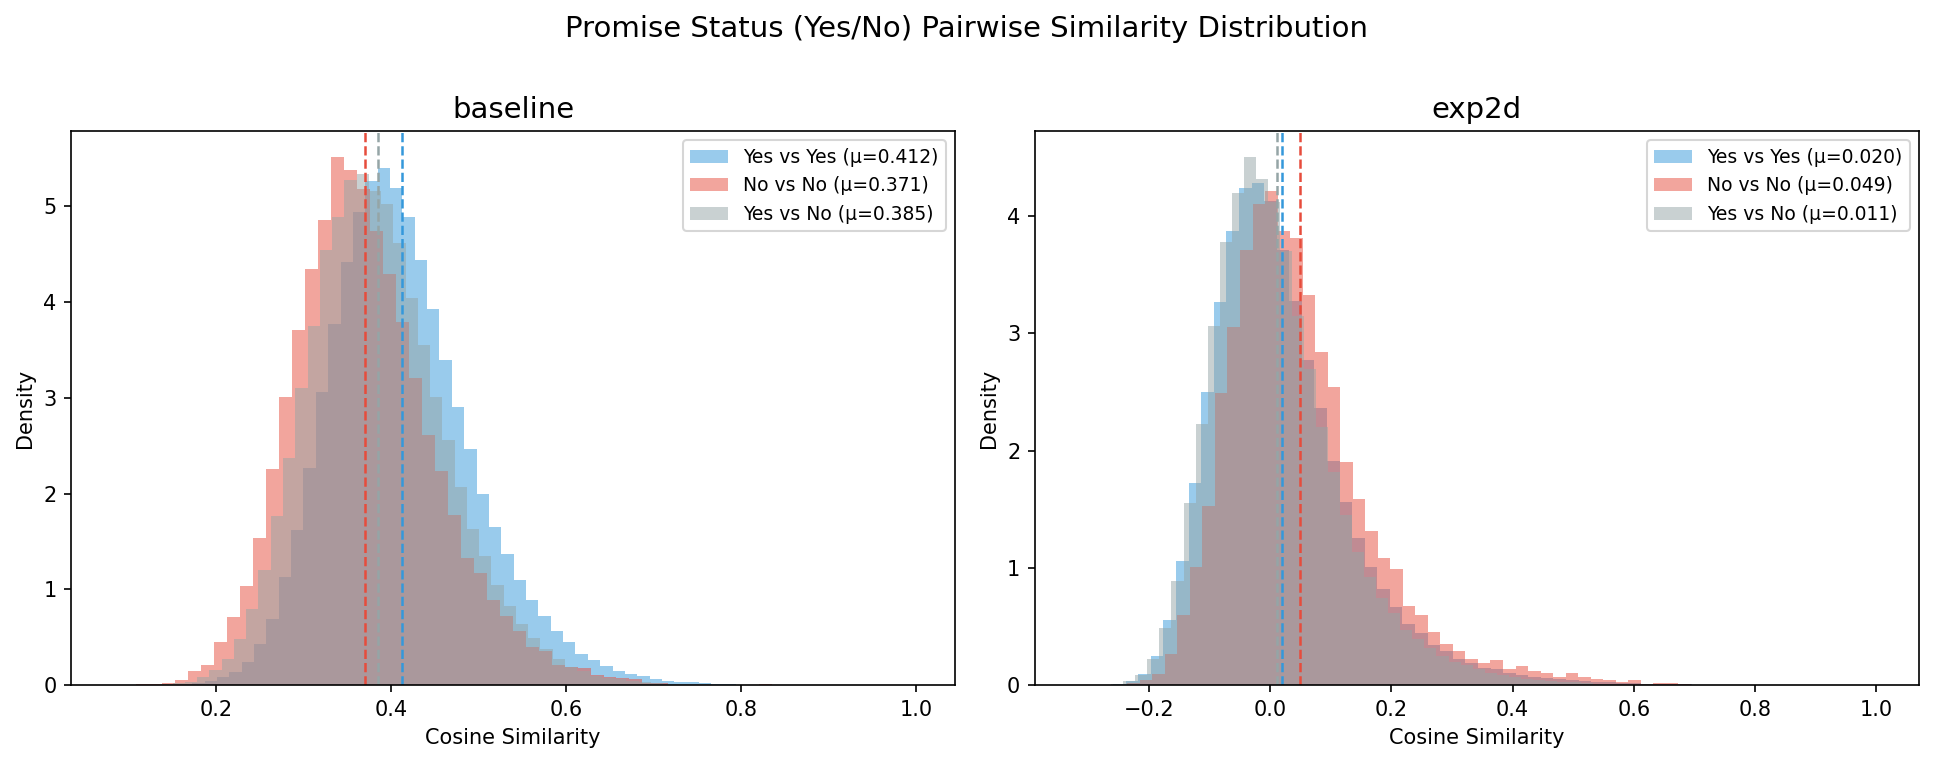 Promise Status (Yes/No) Pairwise Similarity Distribution
baseline
Yes vs Yes (μ=0.412)
No vs No (μ=0.371)
Yes vs No (μ=0.385)
Density
5
4
3
2
1
0
0.2 0.4 0.6 0.8 1.0
Cosine Similarity
exp2d
Yes vs Yes (μ=0.020)
No vs No (μ=0.049)
Yes vs No (μ=0.011)
Density
4
3
2
1
0
−0.2 0.0 0.2 0.4 0.6 0.8 1.0
Cosine Similarity